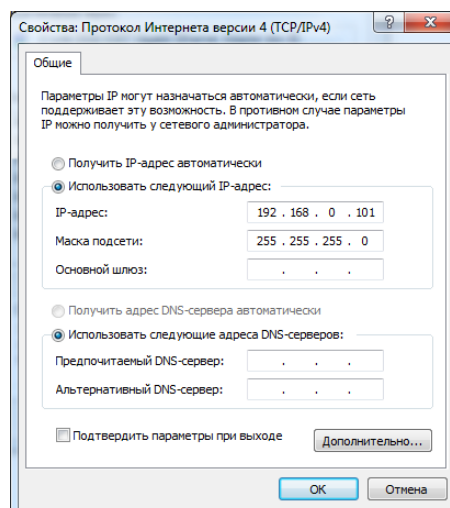 Свойства: Протокол Интернета версии 4 (TCP/IPv4)
Общие
Параметры IP могут назначаться автоматически, если сеть
поддерживает эту возможность. В противном случае параметры
IP можно получить у сетевого администратора.
Получить IP-адрес автоматически
Использовать следующий IP-адрес:
IP-адрес: 192 . 168 . 0 . 101
Маска подсети: 255 . 255 . 255 . 0
Основной шлюз: . . .
Получить адрес DNS-сервера автоматически
Использовать следующие адреса DNS-серверов:
Предпочитаемый DNS-сервер: . . .
Альтернативный DNS-сервер: . . .
Подтвердить параметры при выходе
Дополнительно...
OK Отмена